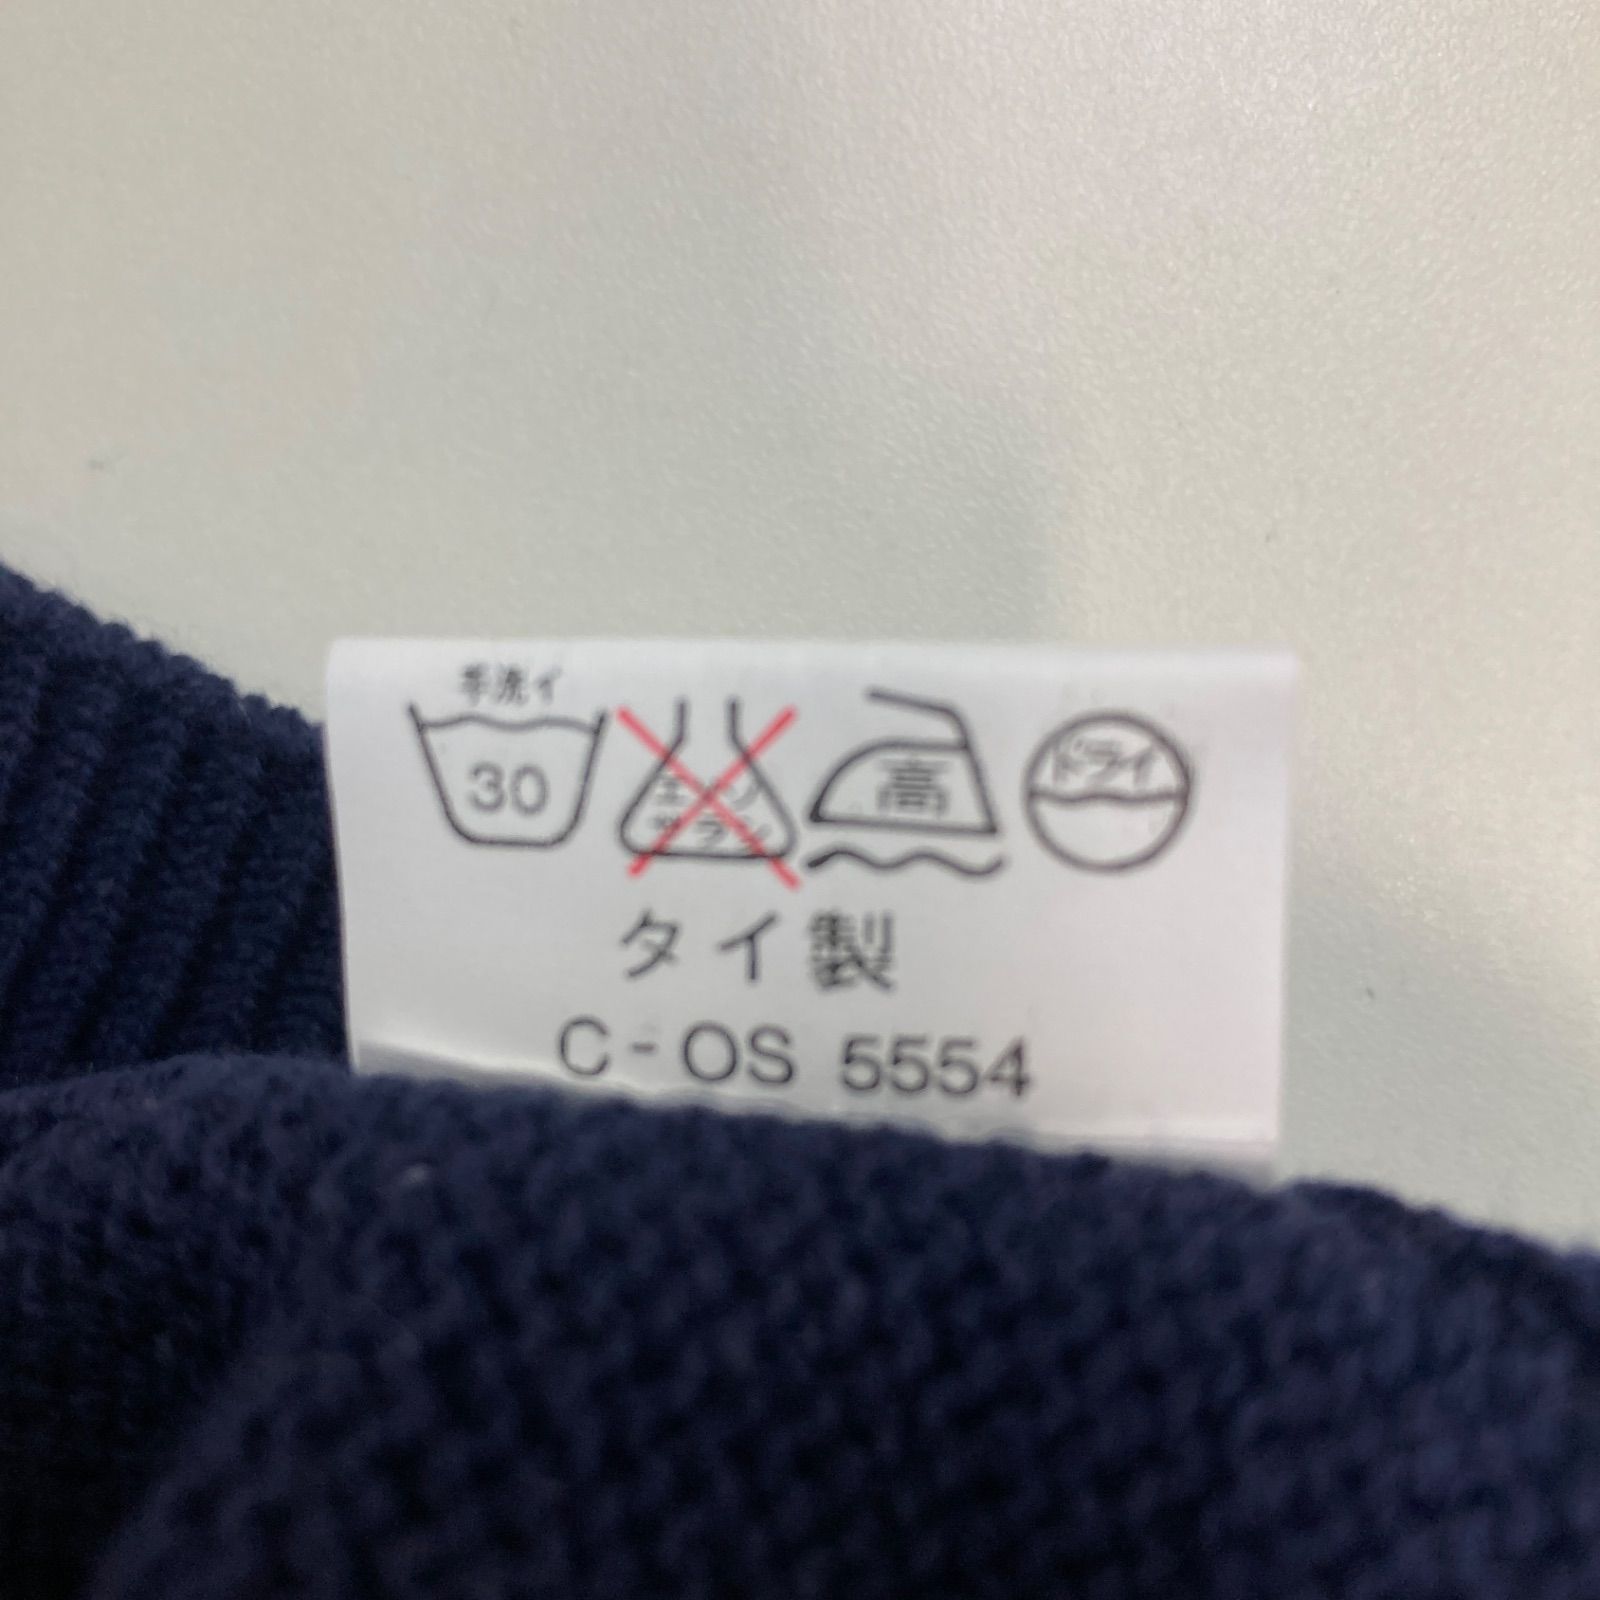 手洗イ
30
エンソ
サラシ
高
ドライ
タイ製
C-OS 5554